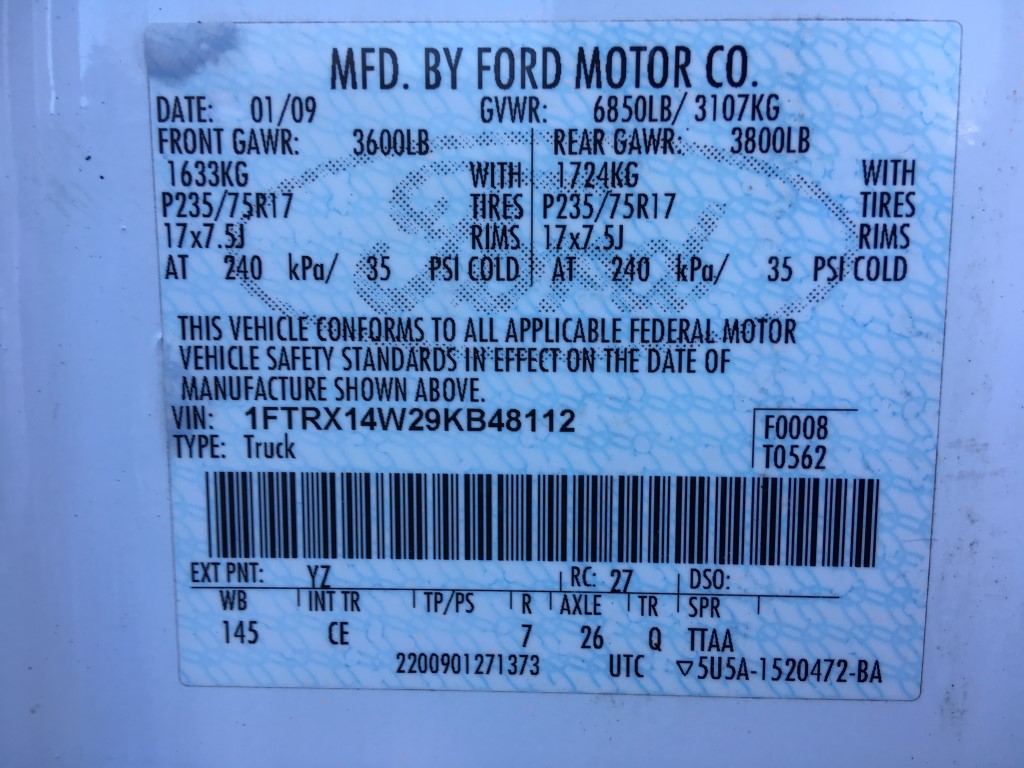 MFD. BY FORD MOTOR CO.
DATE: 01/09 GVWR: 6850LB/ 3107KG
FRONT GAWR: 3600LB REAR GAWR: 3800LB
1633KG WITH 1724KG WITH
P235/75R17 TIRES P235/75R17 TIRES
17x7.5J RIMS 17x7.5J RIMS
AT 240 kPa/ 35 PSI COLD AT 240 kPa/ 35 PSI COLD
Ford
THIS VEHICLE CONFORMS TO ALL APPLICABLE FEDERAL MOTOR
VEHICLE SAFETY STANDARDS IN EFFECT ON THE DATE OF
MANUFACTURE SHOWN ABOVE.
VIN: 1FTRX14W29KB48112 F0008
TYPE: Truck T0562
EXT PNT: YZ RC: 27 DSO:
WB INT TR TP/PS R AXLE TR SPR
145 CE 7 26 Q TTAA
2200901271373 UTC ▽5U5A-1520472-BA